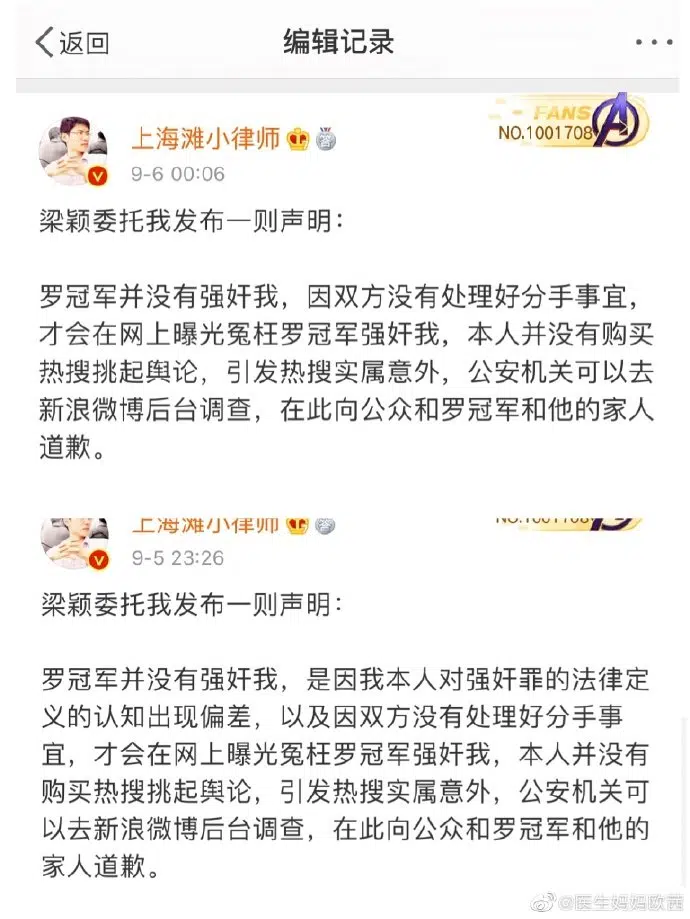 返回
编辑记录
FANS
上海滩小律师
NO.1001708
9-6 00:06
梁颖委托我发布一则声明：
罗冠军并没有强奸我，因双方没有处理好分手事宜，
才会在网上曝光冤枉罗冠军强奸我，本人并没有购买
热搜挑起舆论，引发热搜实属意外，公安机关可以去
新浪微博后台调查，在此向公众和罗冠军和他的家人
道歉。
上海滩小律师
NO.1001708
9-5 23:26
梁颖委托我发布一则声明：
罗冠军并没有强奸我，是因我本人对强奸罪的法律定
义的认知出现偏差，以及因双方没有处理好分手事
宜，才会在网上曝光冤枉罗冠军强奸我，本人并没有
购买热搜挑起舆论，引发热搜实属意外，公安机关可
以去新浪微博后台调查，在此向公众和罗冠军和他的
家人道歉。
@医生妈妈欧茜